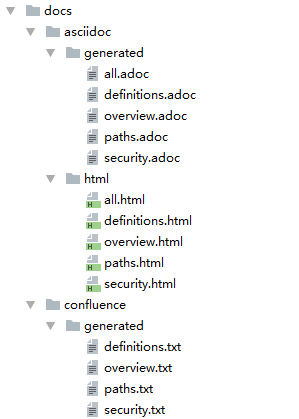 docs
asciidoc
generated
all.adoc
definitions.adoc
overview.adoc
paths.adoc
security.adoc
html
all.html
definitions.html
overview.html
paths.html
security.html
confluence
generated
definitions.txt
overview.txt
paths.txt
security.txt